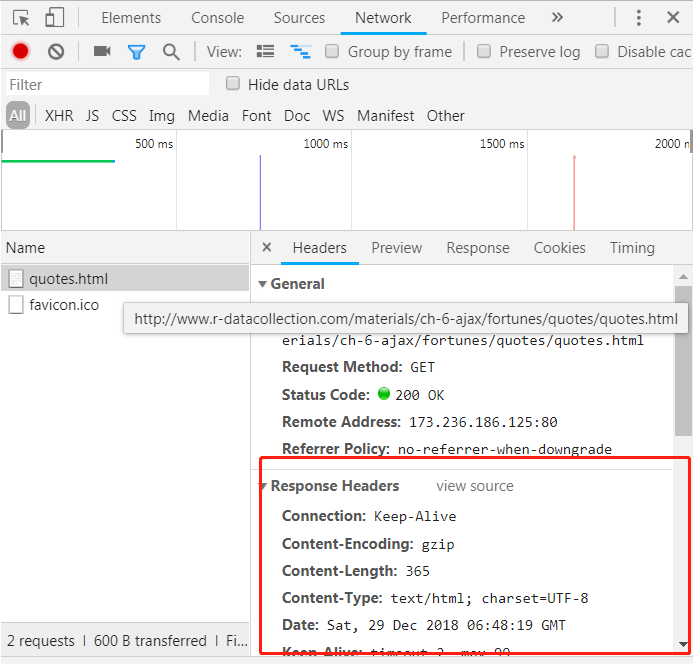 Elements Console Sources Network Performance »
View: Group by frame Preserve log Disable cac
Filter Hide data URLs
All XHR JS CSS Img Media Font Doc WS Manifest Other
500 ms 1000 ms 1500 ms 2000 n
Name
quotes.html
favicon.ico
2 requests | 600 B transferred | Fi...
× Headers Preview Response Cookies Timing
General
http://www.r-datacollection.com/materials/ch-6-ajax/fortunes/quotes/quotes.html
erials/ch-6-ajax/fortunes/quotes/quotes.html
Request Method: GET
Status Code: 200 OK
Remote Address: 173.236.186.125:80
Referrer Policy: no-referrer-when-downgrade
Response Headers view source
Connection: Keep-Alive
Content-Encoding: gzip
Content-Length: 365
Content-Type: text/html; charset=UTF-8
Date: Sat, 29 Dec 2018 06:48:19 GMT
Keep-Alive: timeout=2, max=99